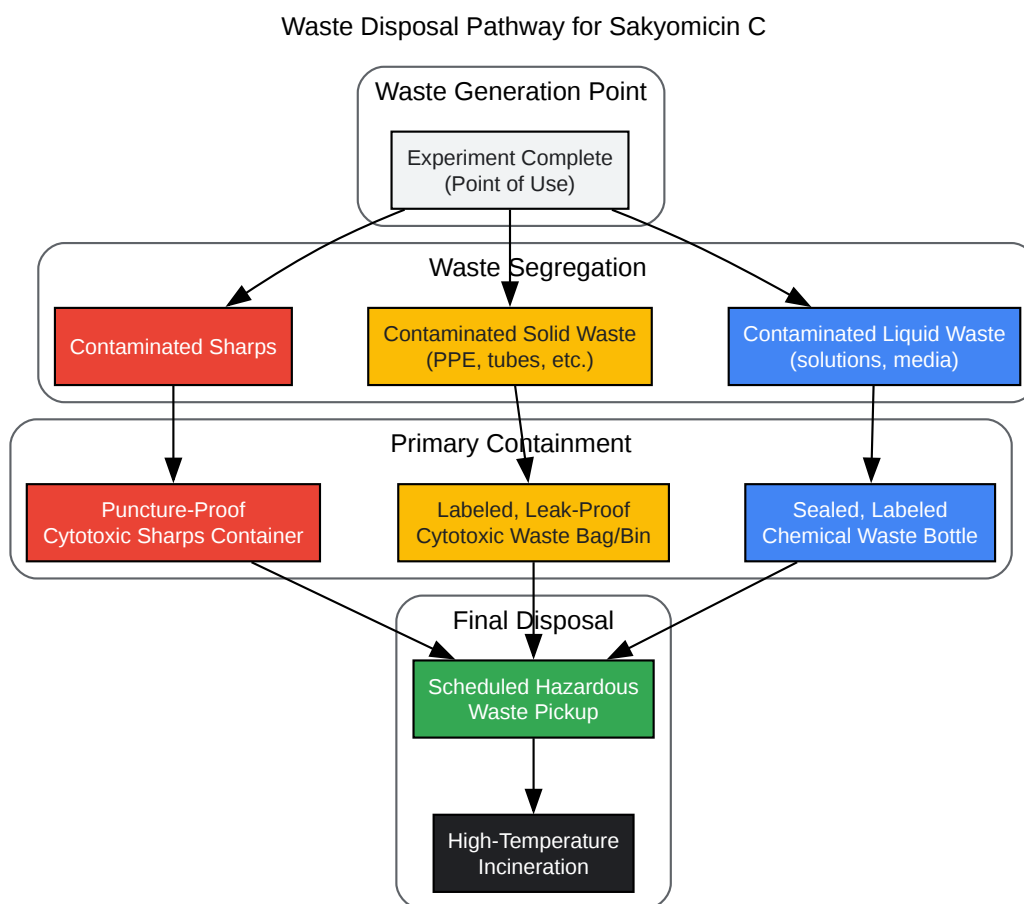 Waste Disposal Pathway for Sakyomicin C
Waste Generation Point
Experiment Complete
(Point of Use)
Waste Segregation
Contaminated Sharps
Contaminated Solid Waste
(PPE, tubes, etc.)
Contaminated Liquid Waste
(solutions, media)
Primary Containment
Puncture-Proof
Cytotoxic Sharps Container
Labeled, Leak-Proof
Cytotoxic Waste Bag/Bin
Sealed, Labeled
Chemical Waste Bottle
Final Disposal
Scheduled Hazardous
Waste Pickup
High-Temperature
Incineration